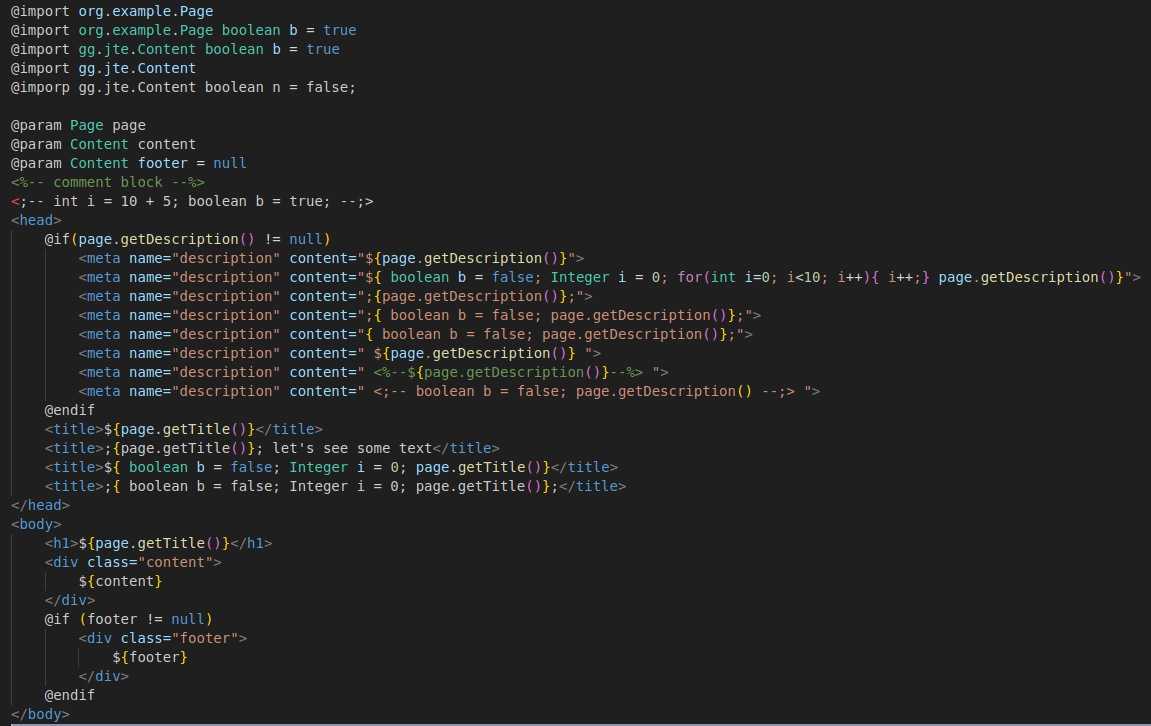 @import org.example.Page
@import org.example.Page boolean b = true
@import gg.jte.Content boolean b = true
@import gg.jte.Content
@imporp gg.jte.Content boolean n = false;

@param Page page
@param Content content
@param Content footer = null
<%-- comment block --%>
<;-- int i = 10 + 5; boolean b = true; --;>
<head>
    @if(page.getDescription() != null)
        <meta name="description" content="${page.getDescription()}">
        <meta name="description" content="${ boolean b = false; Integer i = 0; for(int i=0; i<10; i++){ i++;} page.getDescription()}">
        <meta name="description" content=";{page.getDescription()};">
        <meta name="description" content=";{ boolean b = false; page.getDescription()};">
        <meta name="description" content="{ boolean b = false; page.getDescription()};">
        <meta name="description" content=" ${page.getDescription()} ">
        <meta name="description" content=" <%--${page.getDescription()}--%> ">
        <meta name="description" content=" <;-- boolean b = false; page.getDescription() --;> ">
    @endif
    <title>${page.getTitle()}</title>
    <title>;{page.getTitle()}; let's see some text</title>
    <title>${ boolean b = false; Integer i = 0; page.getTitle()}</title>
    <title>;{ boolean b = false; Integer i = 0; page.getTitle()};</title>
</head>
<body>
    <h1>${page.getTitle()}</h1>
    <div class="content">
        ${content}
    </div>
    @if (footer != null)
        <div class="footer">
            ${footer}
        </div>
    @endif
</body>